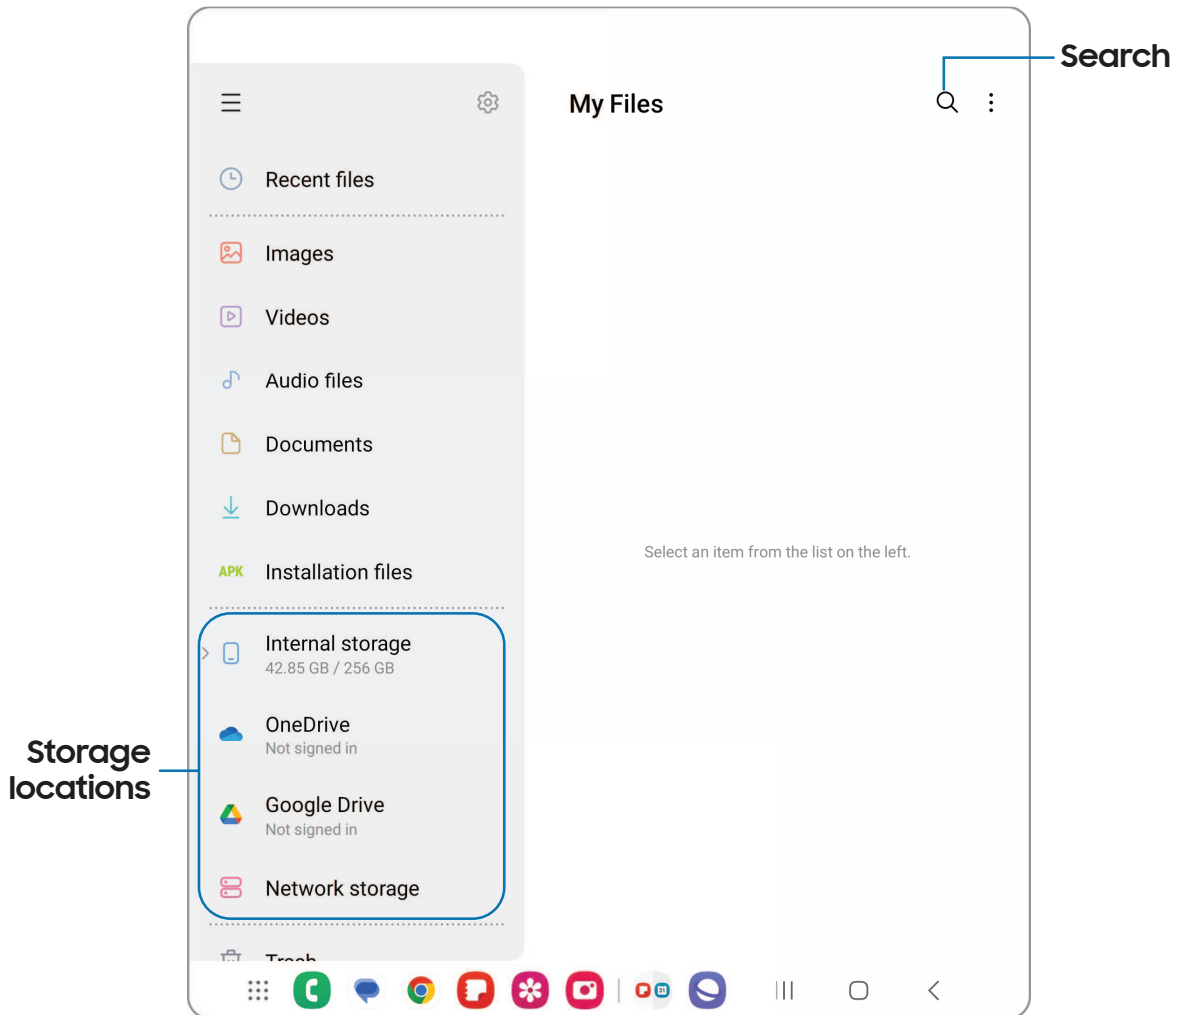 Search
My Files
Recent files
Images
Videos
Audio files
Documents
Downloads
APK Installation files
Select an item from the list on the left.
Internal storage
42.85 GB / 256 GB
OneDrive
Not signed in
Storage
locations
Google Drive
Not signed in
Network storage
Trash
31